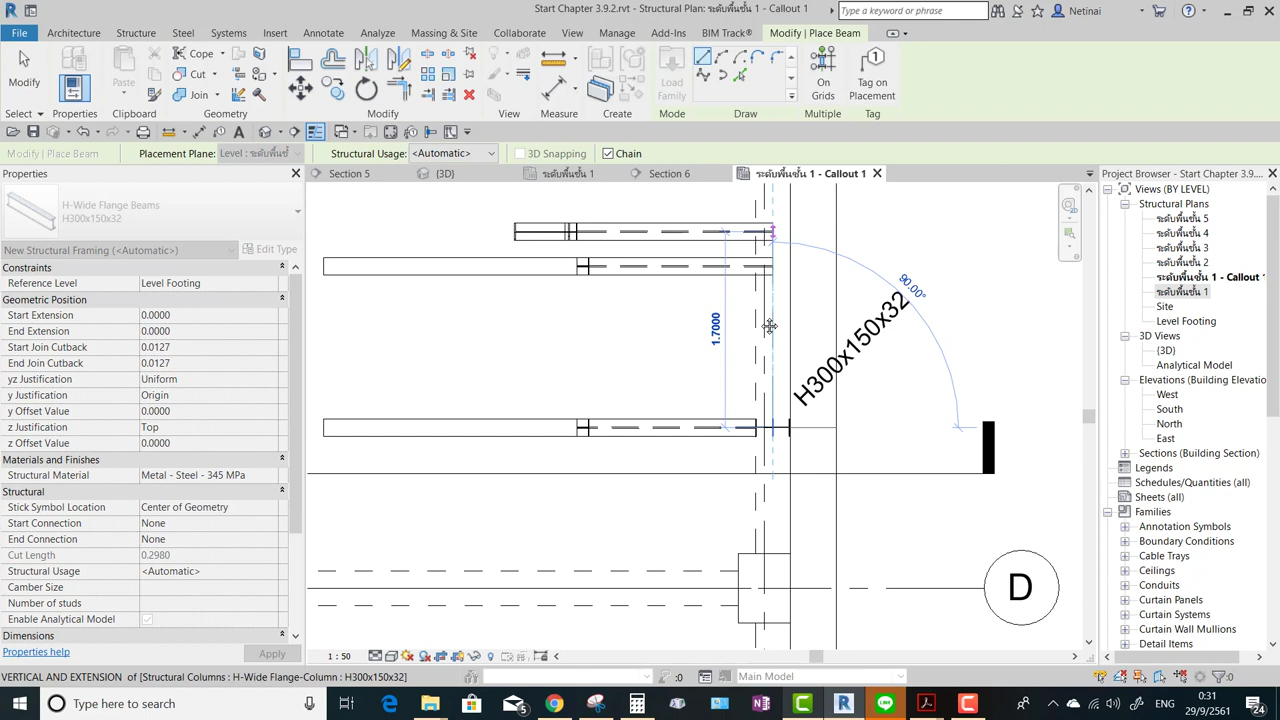 Start Chapter 3.9.2.rvt - Structural Plan: ระดับพื้นชั้น 1 - Callout 1
Type a keyword or phrase
Netinai
File
Architecture
Structure
Steel
Systems
Insert
Annotate
Analyze
Massing & Site
Collaborate
View
Manage
Add-Ins
BIM Track®
Modify | Place Beam
Modify
Paste
Cope
Cut
Join
Load
Family
On
Grids
Tag on
Placement
Select
Properties
Clipboard
Geometry
Modify
View
Measure
Create
Mode
Draw
Multiple
Tag
Modify | Place Beam
Placement Plane:
Level : ระดับพื้นชั้
Structural Usage:
<Automatic>
3D Snapping
Chain
Properties
Section 5
{3D}
ระดับพื้นชั้น 1
Section 6
ระดับพื้นชั้น 1 - Callout 1
Project Browser - Start Chapter 3.9....
H-Wide Flange Beams
H300x150x32
New Structural Framing (<Automatic>)
Edit Type
Constraints
Reference Level Level Footing
Geometric Position
Start Extension 0.0000
End Extension 0.0000
Start Join Cutback 0.0127
End Join Cutback 0.0127
yz Justification Uniform
y Justification Origin
y Offset Value 0.0000
z Justification Top
z Offset Value 0.0000
Materials and Finishes
Structural Material Metal - Steel - 345 MPa
Structural
Stick Symbol Location Center of Geometry
Start Connection None
End Connection None
Cut Length 0.2980
Structural Usage <Automatic>
Camber Size
Number of studs
Enable Analytical Model
Dimensions
Properties help
Apply
1.7000
90.00°
H300x150x32
D
Views (BY LEVEL)
Structural Plans
ระดับพื้นชั้น 5
ระดับพื้นชั้น 4
ระดับพื้นชั้น 3
ระดับพื้นชั้น 2
ระดับพื้นชั้น 1 - Callout 1
ระดับพื้นชั้น 1
Site
Level Footing
3D Views
{3D}
Analytical Model
Elevations (Building Elevatio
West
South
North
East
Sections (Building Section)
Legends
Schedules/Quantities (all)
Sheets (all)
Families
Annotation Symbols
Boundary Conditions
Cable Trays
Ceilings
Conduits
Curtain Panels
Curtain Systems
Curtain Wall Mullions
Detail Items
1 : 50
VERTICAL AND EXTENSION of [Structural Columns : H-Wide Flange-Column : H300x150x32]
:0
Main Model
:0
Type here to search
0:31
29/9/2561
24